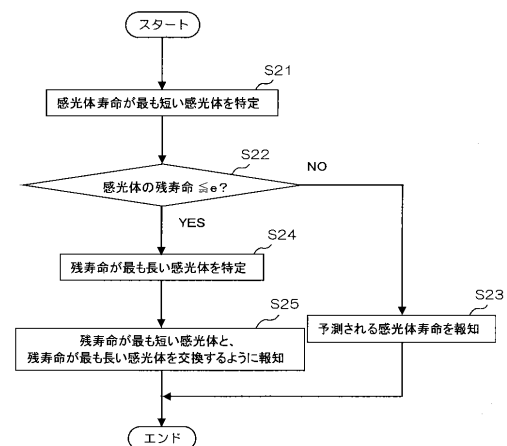 スタート
S21
感光体寿命が最も短い感光体を特定
S22
感光体の残寿命 ≦e?
NO
YES
S24
残寿命が最も長い感光体を特定
S23
予測される感光体寿命を報知
S25
残寿命が最も短い感光体と、
残寿命が最も長い感光体を交換するように報知
エンド